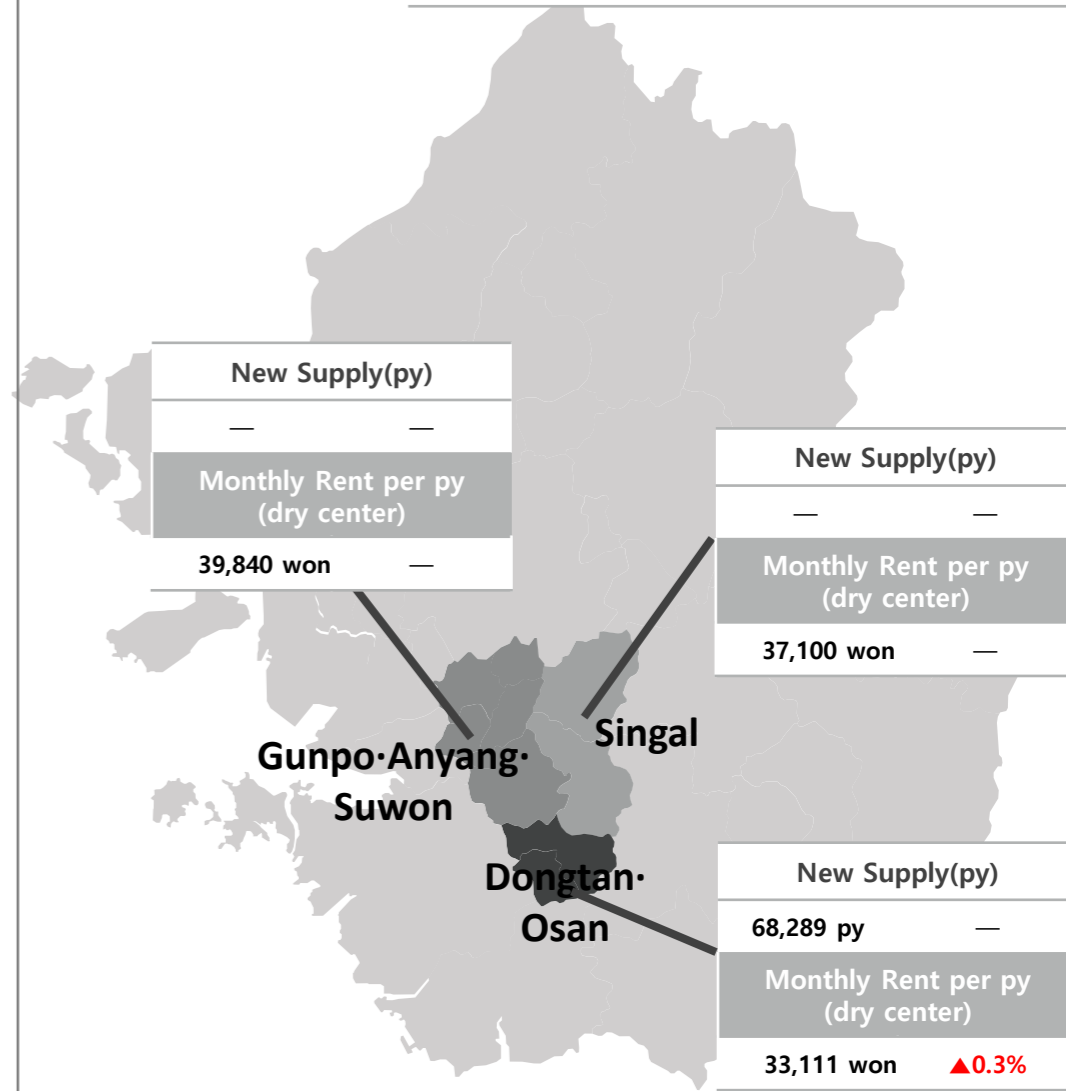 New Supply(py)
— —
Monthly Rent per py
(dry center)
39,840 won —
New Supply(py)
— —
Monthly Rent per py
(dry center)
37,100 won —
Singal
Gunpo·Anyang·
Suwon
Dongtan·
Osan
New Supply(py)
68,289 py —
Monthly Rent per py
(dry center)
33,111 won ▲0.3%